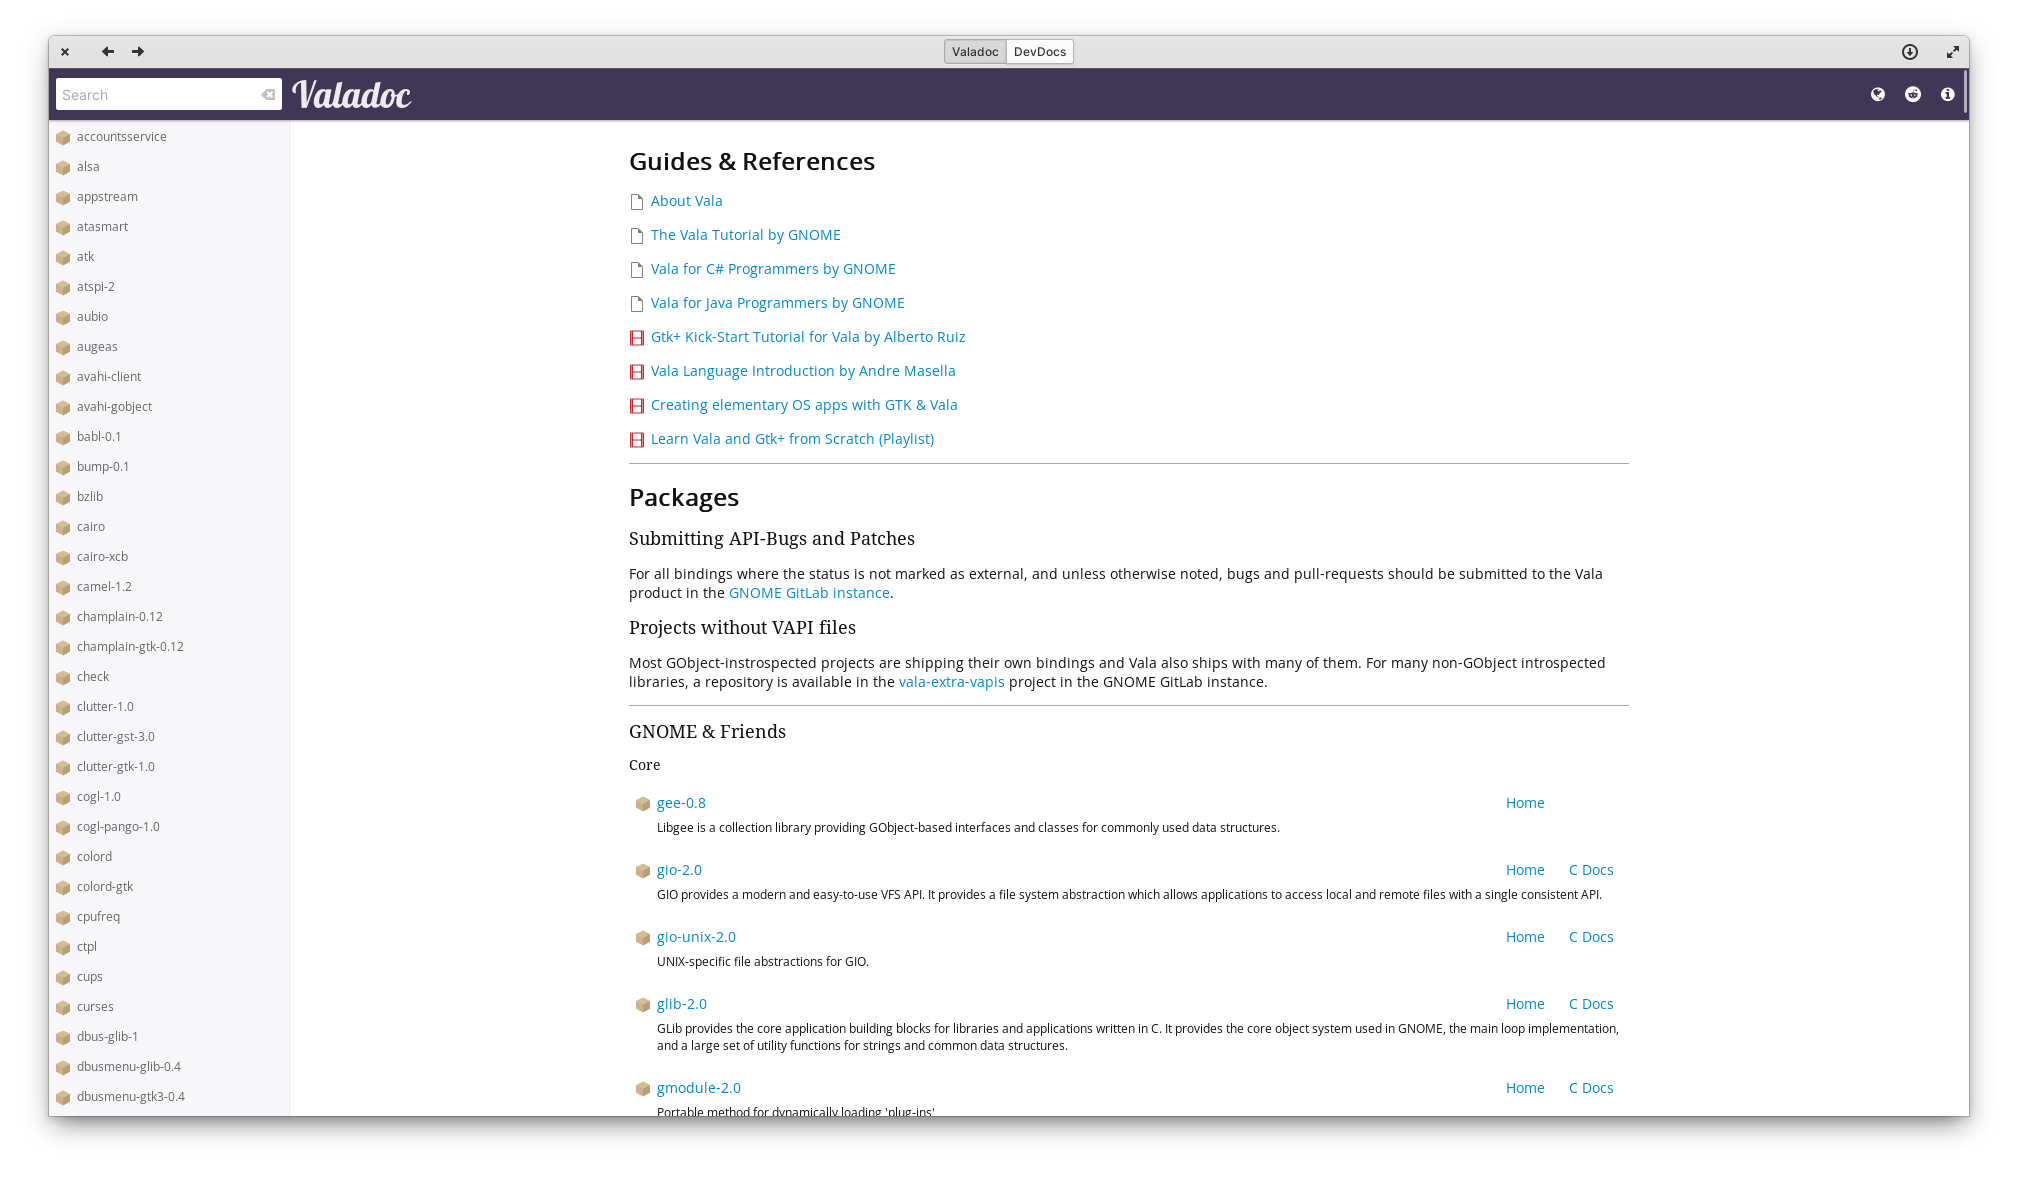 Valadoc
DevDocs
Search
Valadoc
accountsservice
alsa
appstream
atasmart
atk
atspi-2
aubio
augeas
avahi-client
avahi-gobject
babl-0.1
bump-0.1
bzlib
cairo
cairo-xcb
camel-1.2
champlain-0.12
champlain-gtk-0.12
check
clutter-1.0
clutter-gst-3.0
clutter-gtk-1.0
cogl-1.0
cogl-pango-1.0
colord
colord-gtk
cpufreq
ctpl
cups
curses
dbus-glib-1
dbusmenu-glib-0.4
dbusmenu-gtk3-0.4
Guides & References
About Vala
The Vala Tutorial by GNOME
Vala for C# Programmers by GNOME
Vala for Java Programmers by GNOME
Gtk+ Kick-Start Tutorial for Vala by Alberto Ruiz
Vala Language Introduction by Andre Masella
Creating elementary OS apps with GTK & Vala
Learn Vala and Gtk+ from Scratch (Playlist)
Packages
Submitting API-Bugs and Patches
For all bindings where the status is not marked as external, and unless otherwise noted, bugs and pull-requests should be submitted to the Vala
product in the GNOME GitLab instance.
Projects without VAPI files
Most GObject-instrospected projects are shipping their own bindings and Vala also ships with many of them. For many non-GObject introspected
libraries, a repository is available in the vala-extra-vapis project in the GNOME GitLab instance.
GNOME & Friends
Core
gee-0.8 Home
Libgee is a collection library providing GObject-based interfaces and classes for commonly used data structures.
gio-2.0 Home C Docs
GIO provides a modern and easy-to-use VFS API. It provides a file system abstraction which allows applications to access local and remote files with a single consistent API.
gio-unix-2.0 Home C Docs
UNIX-specific file abstractions for GIO.
glib-2.0 Home C Docs
GLib provides the core application building blocks for libraries and applications written in C. It provides the core object system used in GNOME, the main loop implementation,
and a large set of utility functions for strings and common data structures.
gmodule-2.0 Home C Docs
Portable method for dynamically loading 'plug-ins'